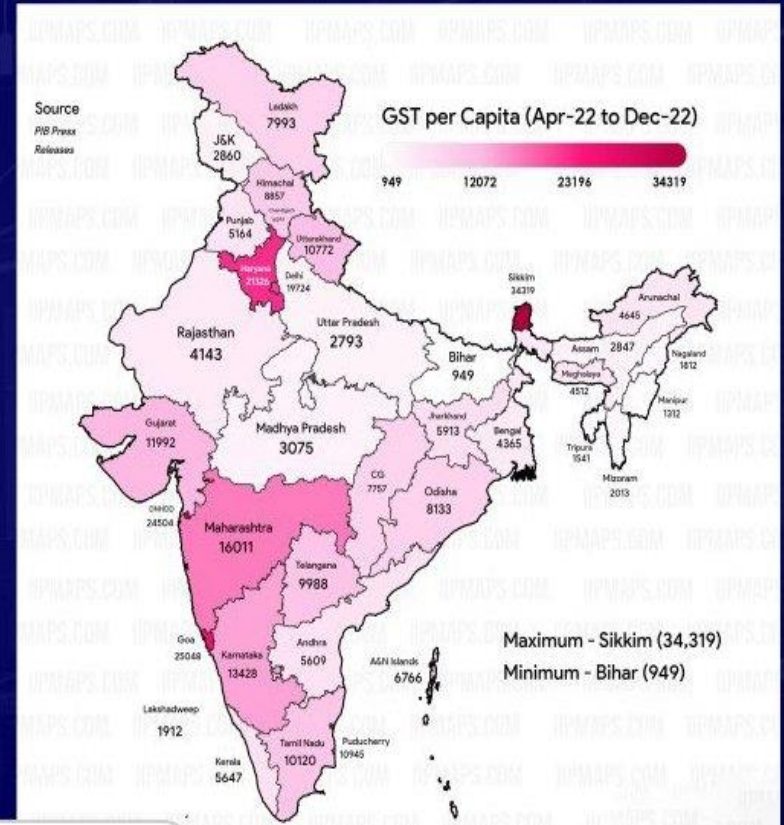 Source
PIB Press
Releases
GST per Capita (Apr-22 to Dec-22)
949 12072 23196 34319
Ladakh
7993
J&K
2860
Himachal
8857
Chandigarh
Punjab
5164
Uttarakhand
10772
Haryana
21325
Delhi
19724
Sikkim
34319
Arunachal
4645
Rajasthan
4143
Uttar Pradesh
2793
Bihar
949
Assam
2847
Nagaland
1812
Meghalaya
4512
Manipur
1312
Gujarat
11992
Madhya Pradesh
3075
Jharkhand
5913
Bengal
4365
Tripura
1541
Mizoram
2013
CG
7757
Odisha
8133
DNHDD
24504
Maharashtra
16011
Telangana
9988
Goa
25048
Karnataka
13428
Andhra
5609
A&N Islands
6766
Maximum - Sikkim (34,319)
Minimum - Bihar (949)
Lakshadweep
1912
Kerala
5647
Tamil Nadu
10120
Puducherry
10945